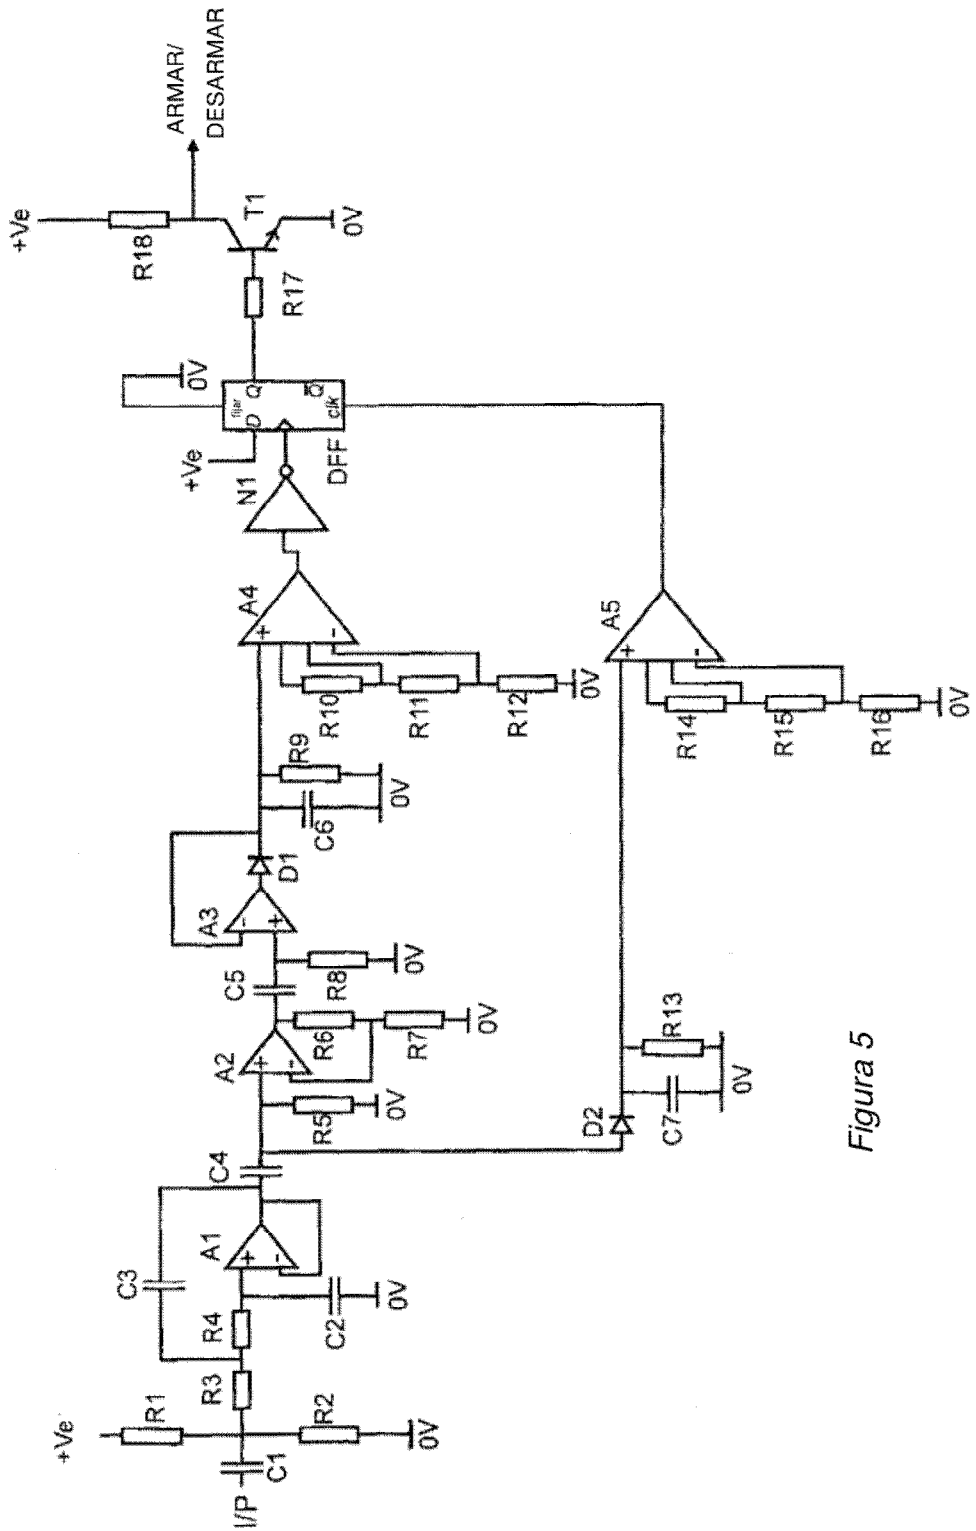 I/P
C1
+Ve
R1
R2
0V
R3
R4
C3
C2
0V
A1
+
-
C4
R5
0V
A2
+
-
R6
R7
0V
C5
R8
0V
A3
-
+
D1
C6
R9
0V
A4
+
-
R10
R11
R12
0V
N1
+Ve
DFF
fijar
D
Q
Q
clk
0V
R17
T1
0V
R18
+Ve
ARMAR/
DESARMAR
D2
C7
R13
0V
A5
+
-
R14
R15
R16
0V
Figura 5